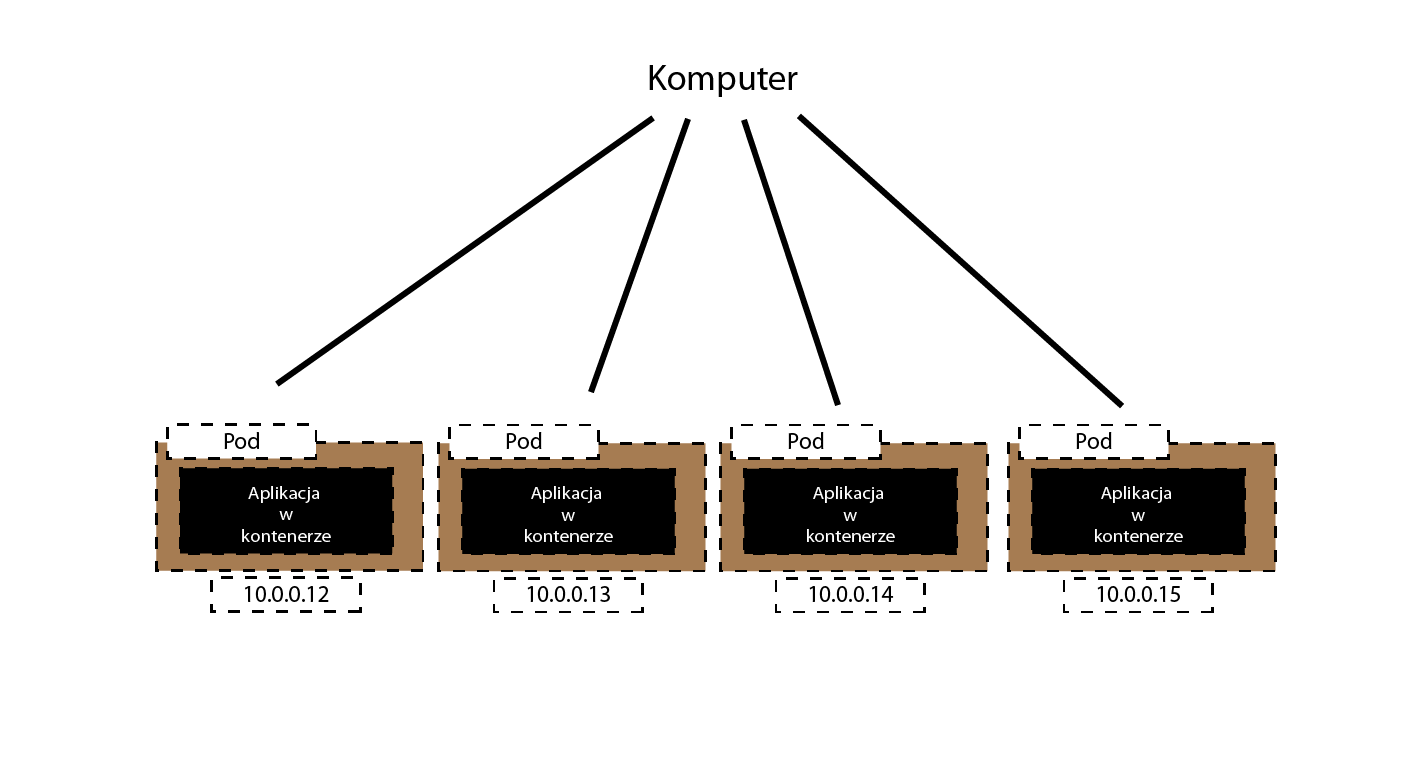 Komputer
Pod
Aplikacja
w
kontenerze
10.0.0.12
Pod
Aplikacja
w
kontenerze
10.0.0.13
Pod
Aplikacja
w
kontenerze
10.0.0.14
Pod
Aplikacja
w
kontenerze
10.0.0.15